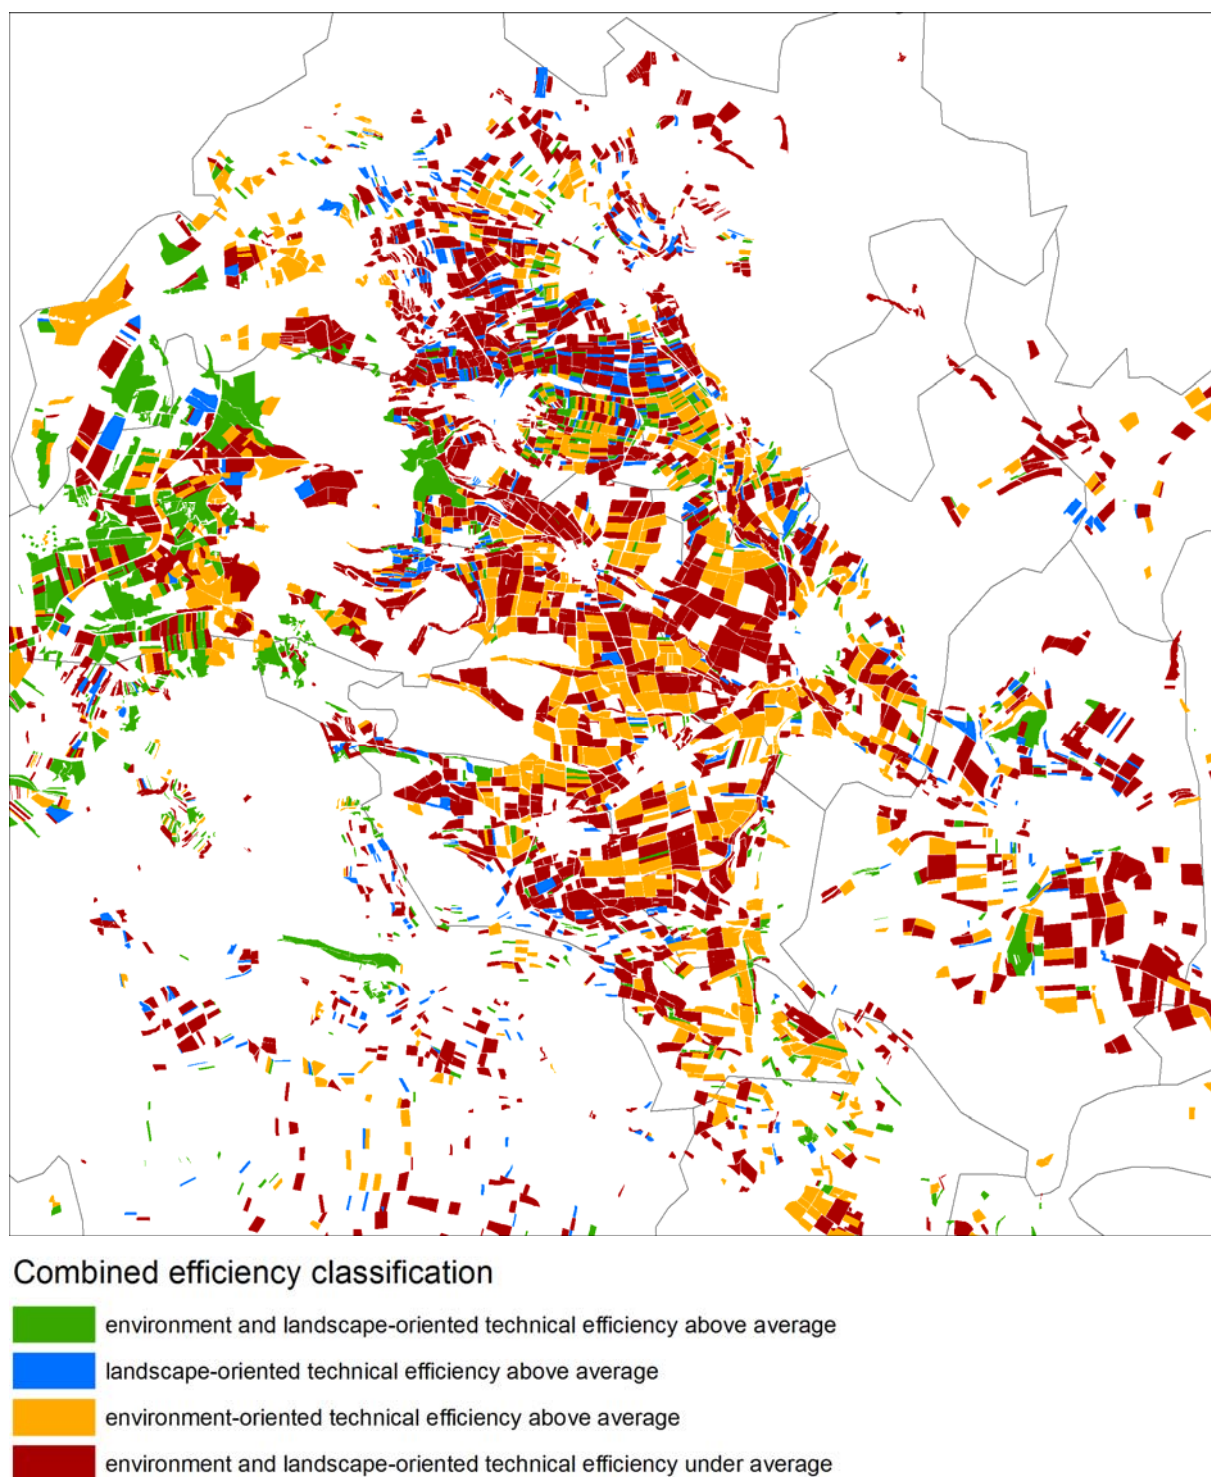 Combined efficiency classification
environment and landscape-oriented technical efficiency above average
landscape-oriented technical efficiency above average
environment-oriented technical efficiency above average
environment and landscape-oriented technical efficiency under average